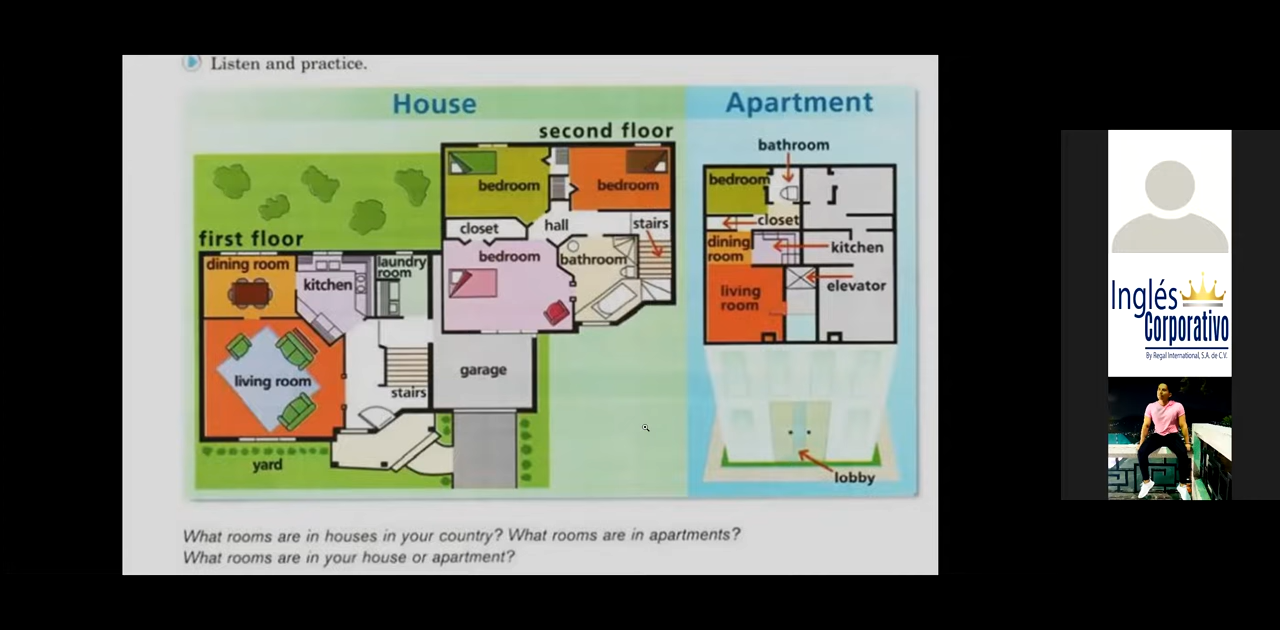 Listen and practice.
House
second floor
bedroom
bedroom
closet
hall
stairs
bedroom
bathroom
first floor
dining room
kitchen
laundry
room
living room
stairs
garage
yard
Apartment
bathroom
bedroom
closet
dining
room
kitchen
living
room
elevator
lobby
What rooms are in houses in your country? What rooms are in apartments?
What rooms are in your house or apartment?
Inglés
Corporativo
By Regal International, S.A. de C.V.